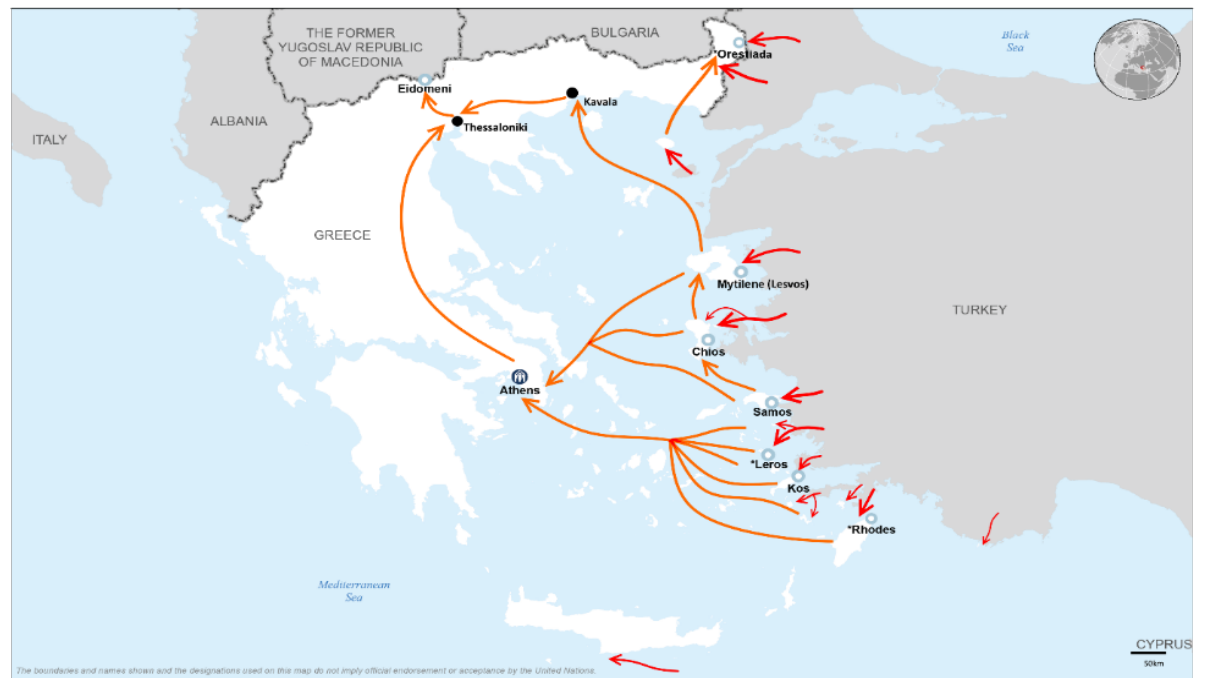 THE FORMER
YUGOSLAV REPUBLIC
OF MACEDONIA
BULGARIA
Black
Sea
*Orestiada
Eidomeni
Kavala
ALBANIA
Thessaloniki
ITALY
GREECE
Mytilene (Lesvos)
TURKEY
Chios
Athens
Samos
*Leros
Kos
*Rhodes
Mediterranean
Sea
CYPRUS
50km
The boundaries and names shown and the designations used on this map do not imply official endorsement or acceptance by the United Nations.